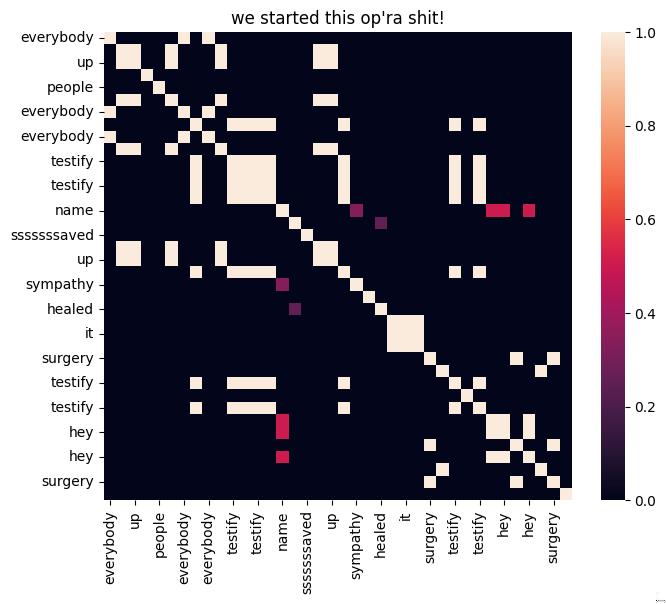 we started this op'ra shit!
everybody
up
people
everybody
everybody
testify
testify
name
ssssssssaved
up
sympathy
healed
it
surgery
testify
testify
hey
hey
surgery
everybody
up
people
everybody
everybody
testify
testify
name
ssssssssaved
up
sympathy
healed
it
surgery
testify
testify
hey
hey
surgery
1.0
0.8
0.6
0.4
0.2
0.0